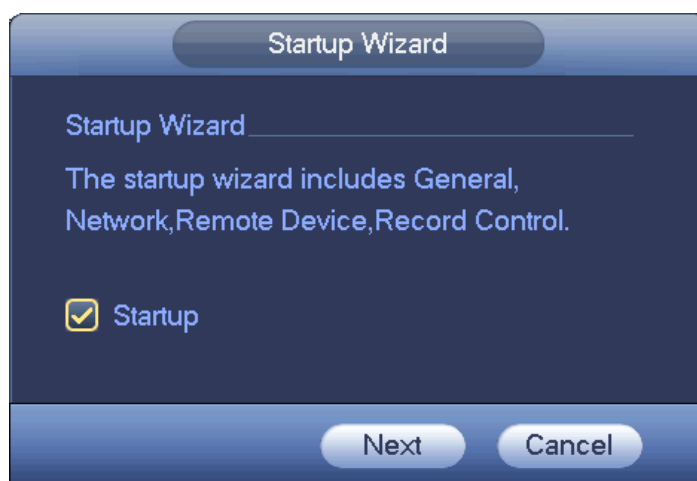 Startup Wizard
Startup Wizard
The startup wizard includes General,
Network,Remote Device,Record Control.
Startup
Next Cancel